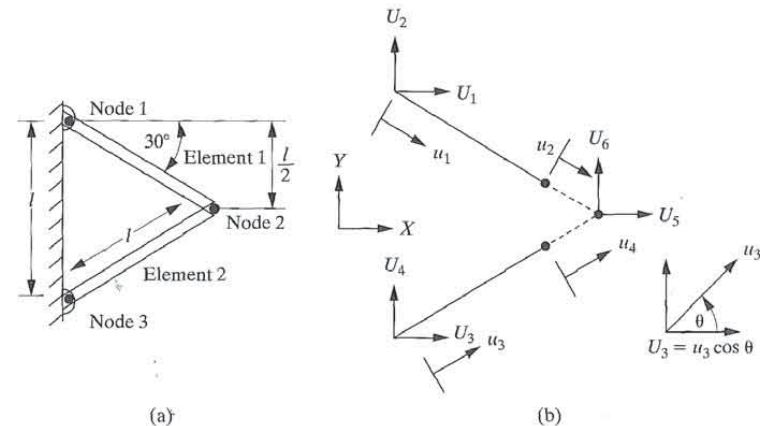 Node 1
30°
Element 1
l/2
l
l
Node 2
Element 2
Node 3
(a)
U₂
U₁
u₁
u₂
U₆
Y
X
U₅
U₄
u₄
u₃
U₃
u₃
θ
U₃ = u₃ cos θ
(b)